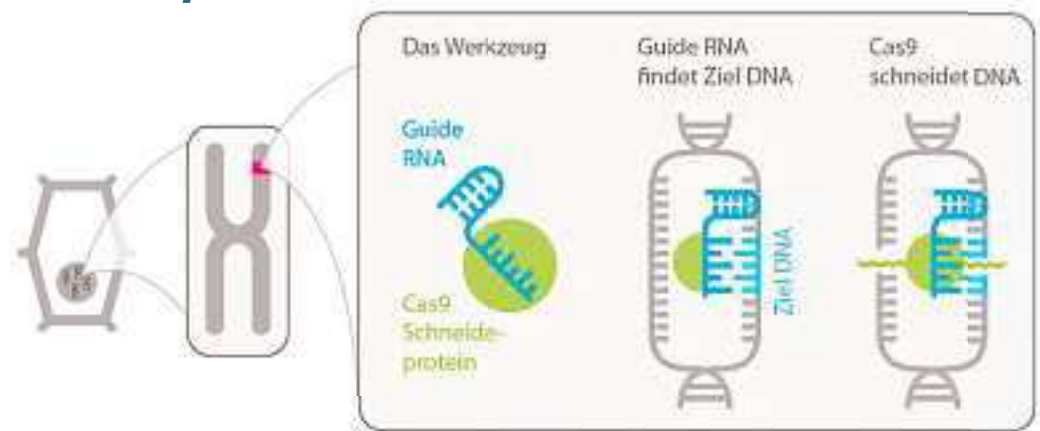 Das Werkzeug
Guide
RNA
Cas9
Schneide-
protein
Guide RNA
findet Ziel DNA
Ziel DNA
Cas9
schneidet DNA